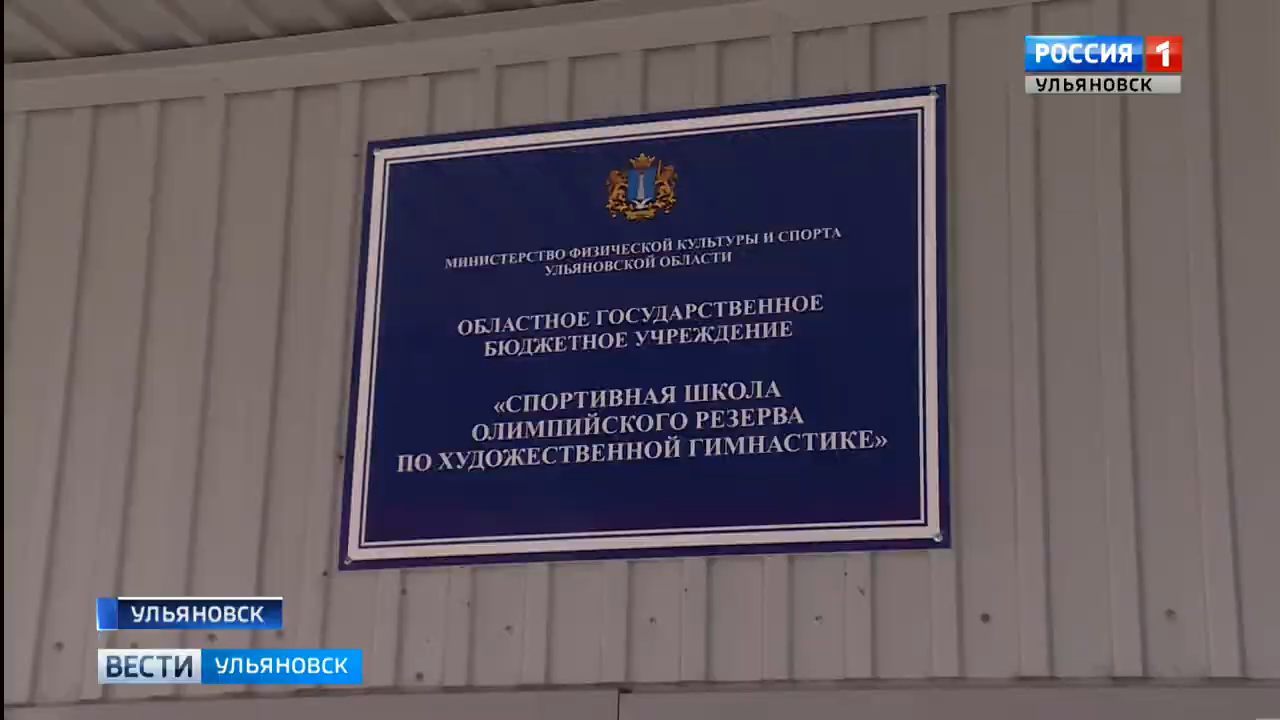 РОССИЯ 1
УЛЬЯНОВСК
МИНИСТЕРСТВО ФИЗИЧЕСКОЙ КУЛЬТУРЫ И СПОРТА
УЛЬЯНОВСКОЙ ОБЛАСТИ
ОБЛАСТНОЕ ГОСУДАРСТВЕННОЕ
БЮДЖЕТНОЕ УЧРЕЖДЕНИЕ
«СПОРТИВНАЯ ШКОЛА
ОЛИМПИЙСКОГО РЕЗЕРВА
ПО ХУДОЖЕСТВЕННОЙ ГИМНАСТИКЕ»
УЛЬЯНОВСК
ВЕСТИ УЛЬЯНОВСК